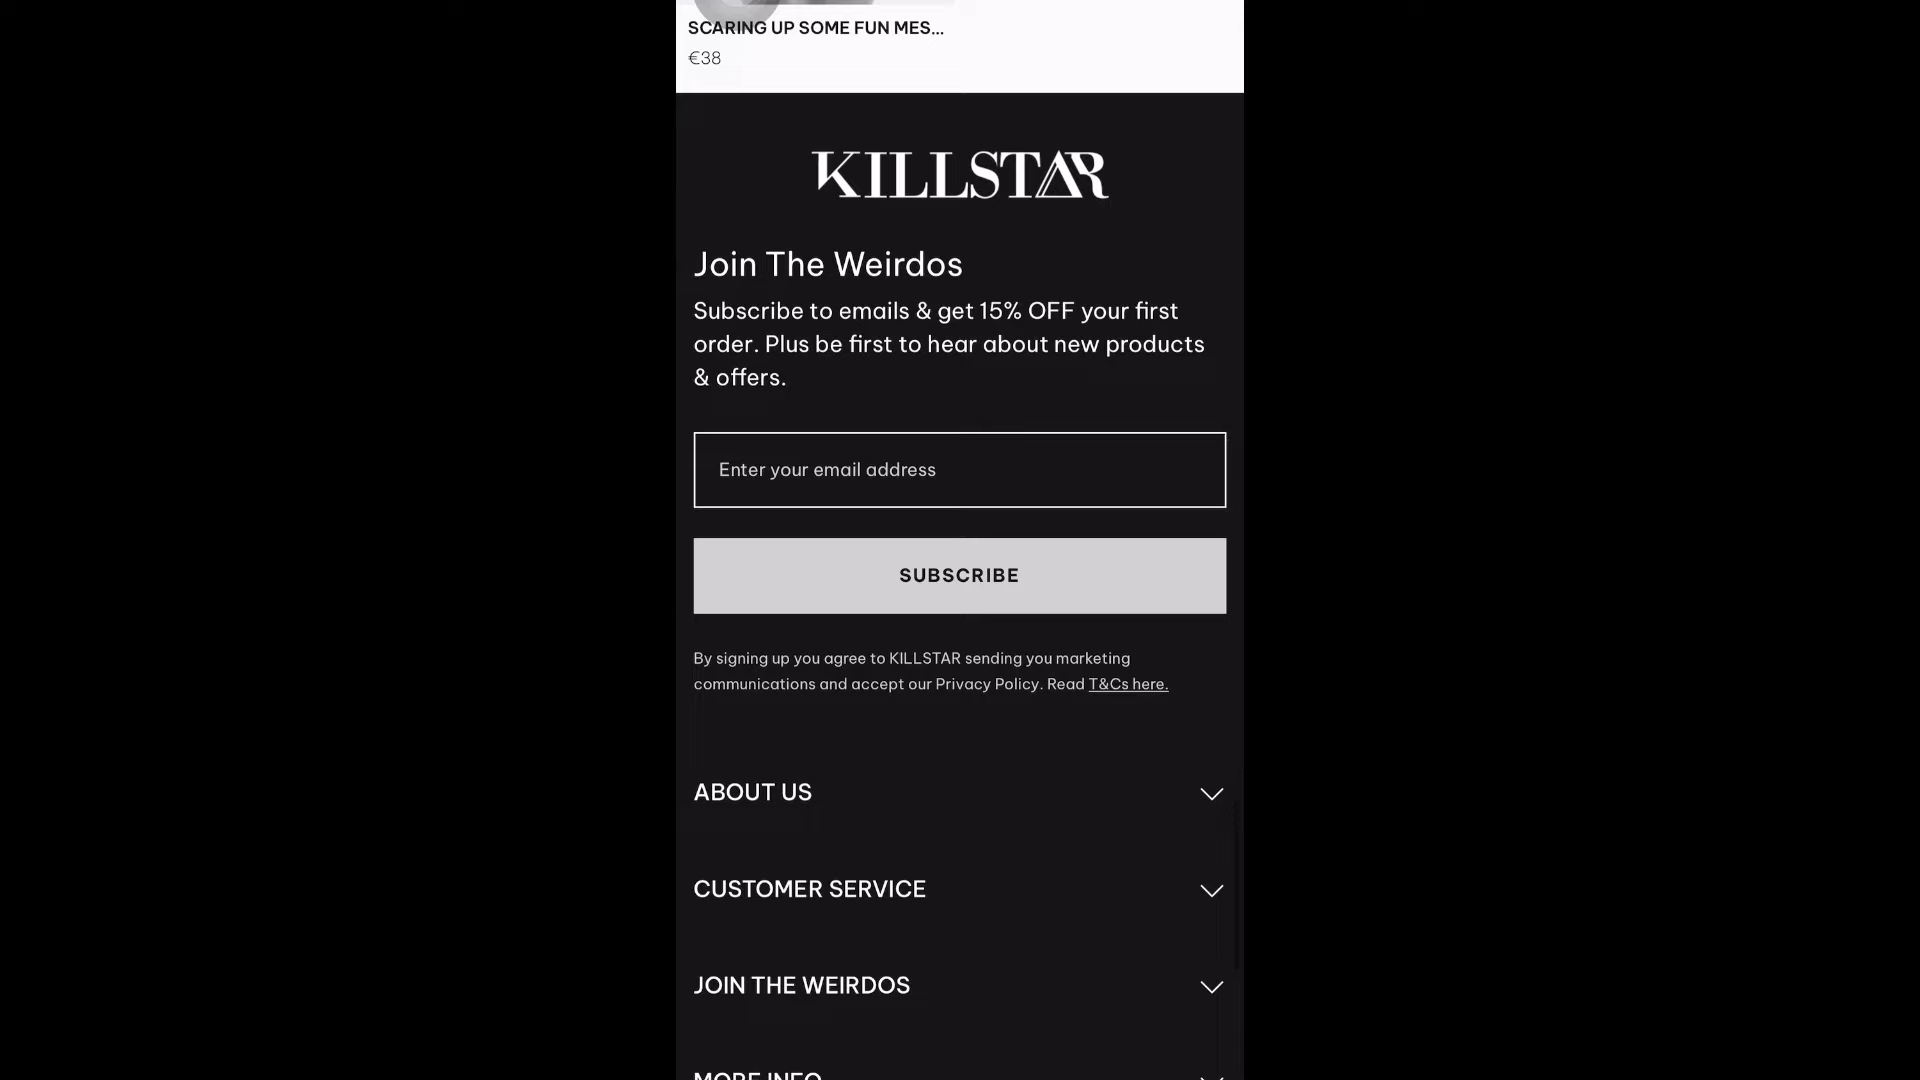 SCARING UP SOME FUN MES...
€38
KILLSTAR
Join The Weirdos
Subscribe to emails & get 15% OFF your first
order. Plus be first to hear about new products
& offers.
Enter your email address
SUBSCRIBE
By signing up you agree to KILLSTAR sending you marketing
communications and accept our Privacy Policy. Read T&Cs here.
ABOUT US
CUSTOMER SERVICE
JOIN THE WEIRDOS
MORE INFO